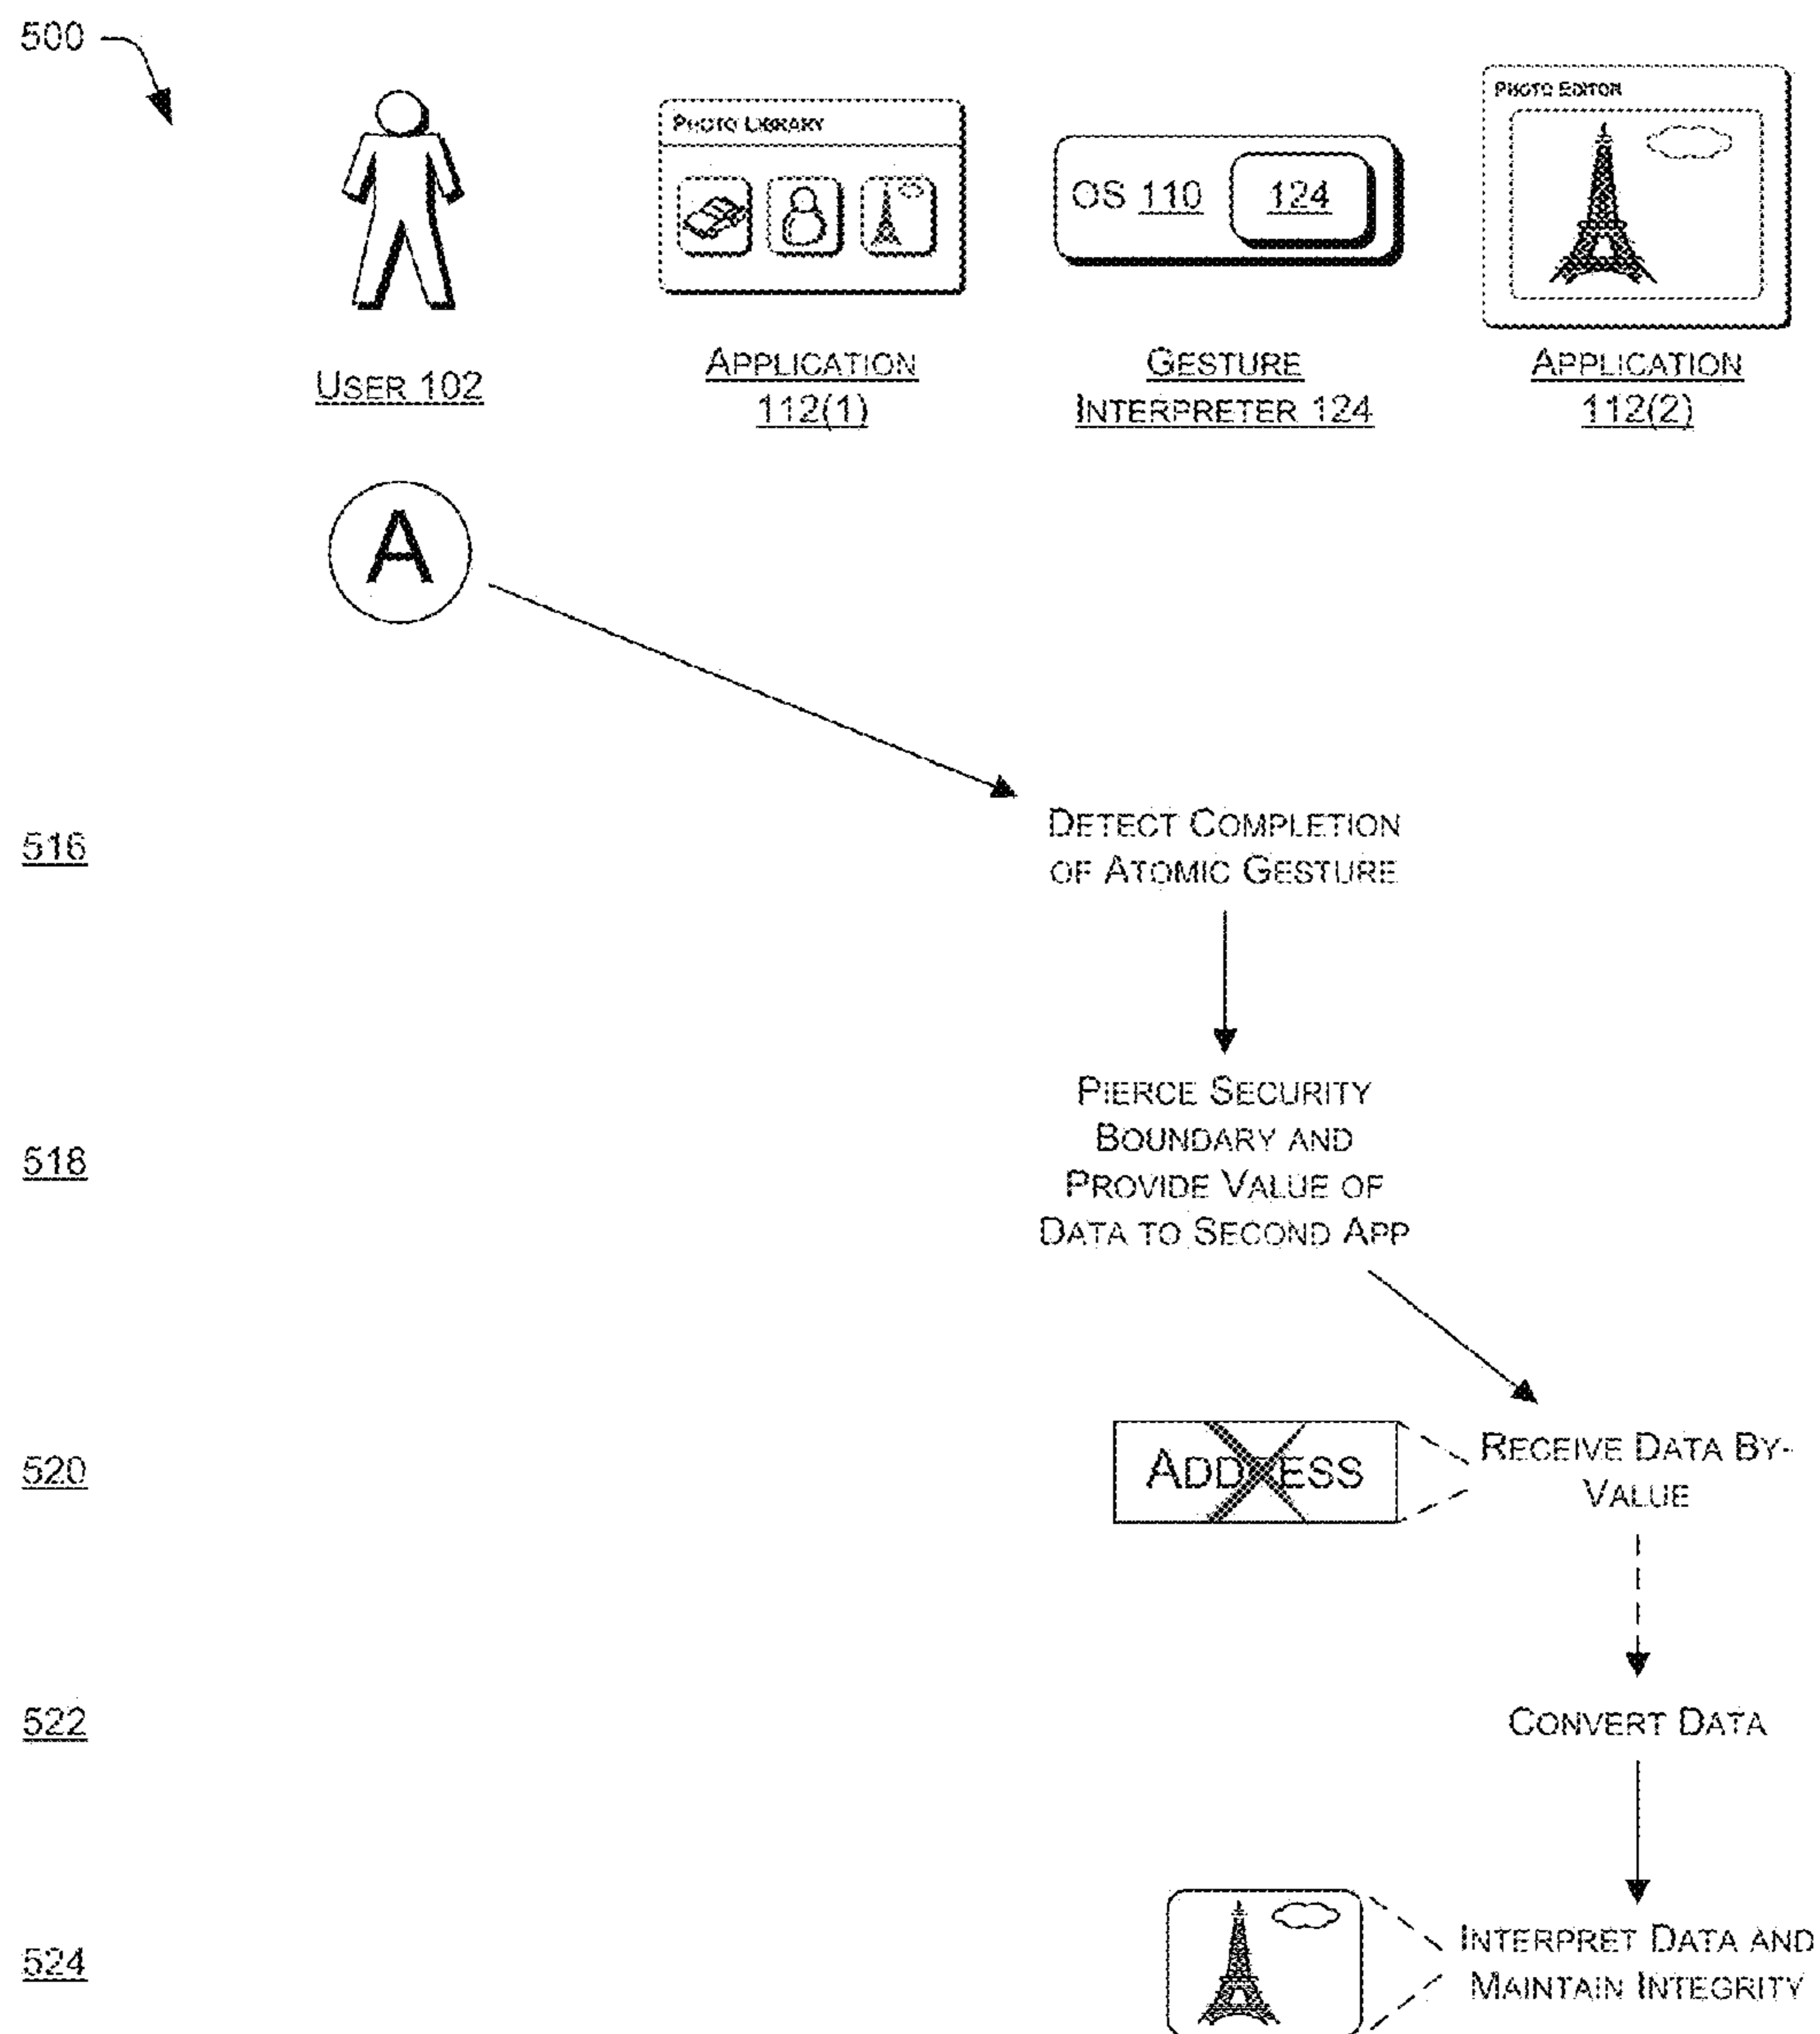 500
PHOTO LIBRARY
OS 110 124
PHOTO EDITOR
USER 102
APPLICATION
112(1)
GESTURE
INTERPRETER 124
APPLICATION
112(2)
A
516
DETECT COMPLETION
OF ATOMIC GESTURE
518
PIERCE SECURITY
BOUNDARY AND
PROVIDE VALUE OF
DATA TO SECOND APP
520
ADDRESS
RECEIVE DATA BY-
VALUE
522
CONVERT DATA
524
INTERPRET DATA AND
MAINTAIN INTEGRITY